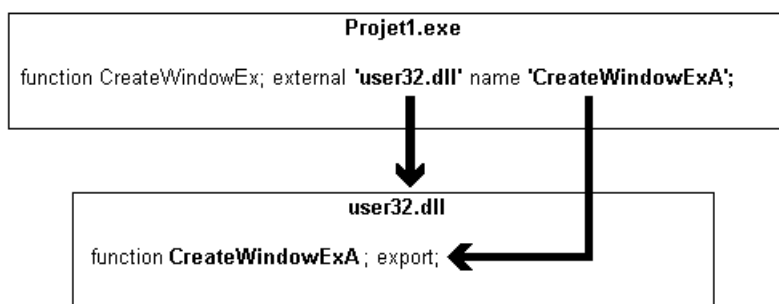 Projet1.exe
function CreateWindowEx; external 'user32.dll' name 'CreateWindowExA';
user32.dll
function CreateWindowExA ; export;